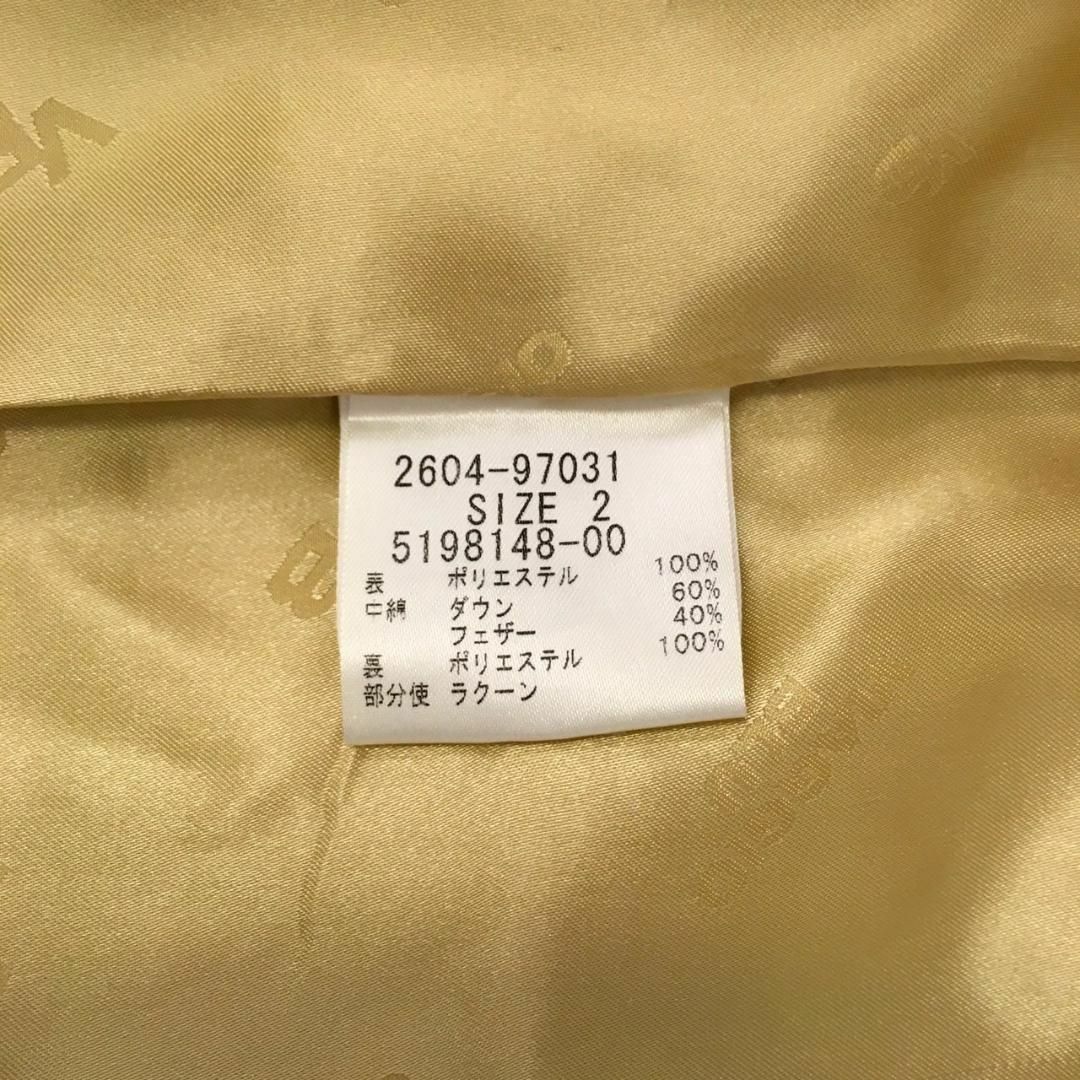 2604-97031
SIZE 2
5198148-00
表 ポリエステル 100%
中綿 ダウン 60%
フェザー 40%
裏 ポリエステル 100%
部分使 ラクーン